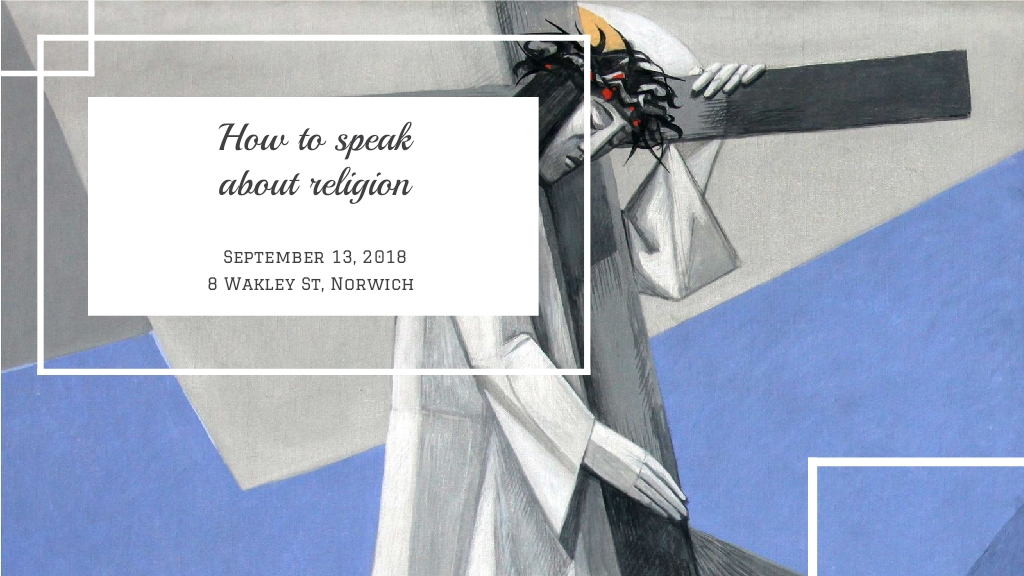 How to speak
about religion
September 13, 2018
8 Wakley St, Norwich